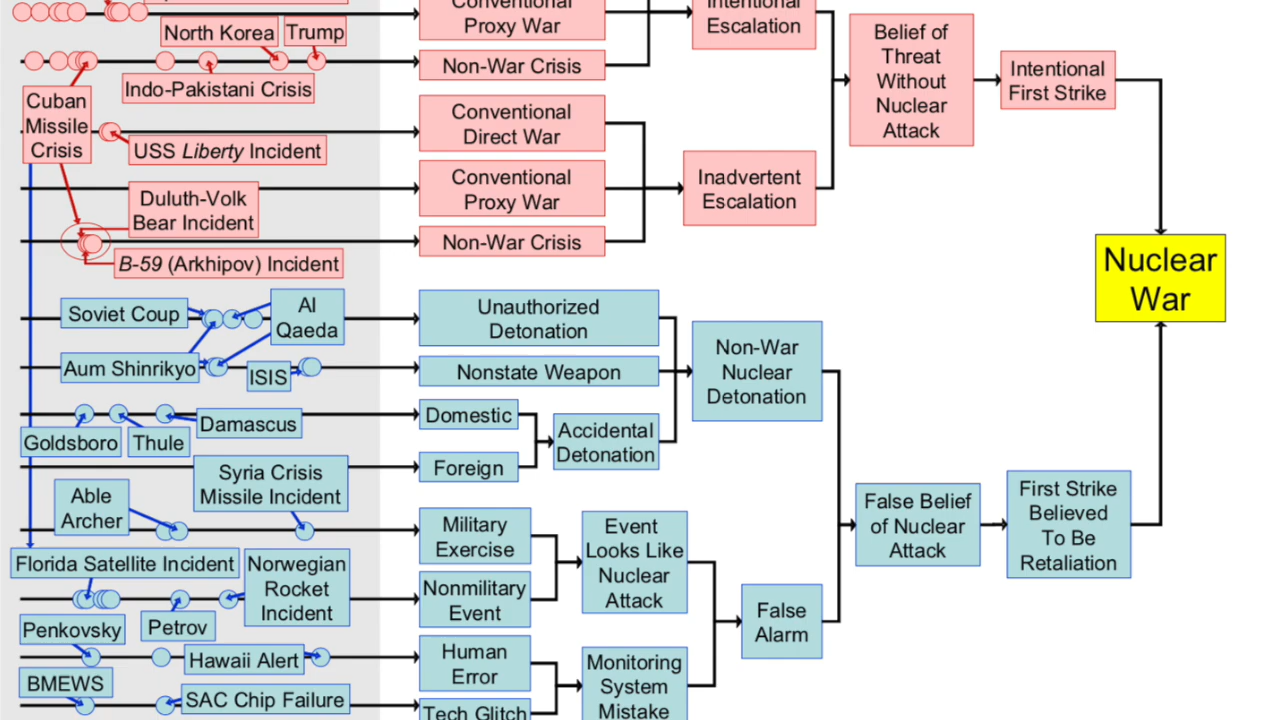 Conventional
Proxy War
Intentional
Escalation
North Korea
Trump
Non-War Crisis
Indo-Pakistani Crisis
Belief of
Threat
Without
Nuclear
Attack
Intentional
First Strike
Cuban
Missile
Crisis
Conventional
Direct War
USS Liberty Incident
Conventional
Proxy War
Inadvertent
Escalation
Duluth-Volk
Bear Incident
Non-War Crisis
B-59 (Arkhipov) Incident
Nuclear
War
Soviet Coup
Al
Qaeda
Unauthorized
Detonation
Aum Shinrikyo
ISIS
Nonstate Weapon
Non-War
Nuclear
Detonation
Goldsboro
Thule
Damascus
Domestic
Foreign
Accidental
Detonation
Syria Crisis
Missile Incident
Able
Archer
Military
Exercise
Event
Looks Like
Nuclear
Attack
False Belief
of Nuclear
Attack
First Strike
Believed
To Be
Retaliation
Florida Satellite Incident
Norwegian
Rocket
Incident
Nonmilitary
Event
Penkovsky
Petrov
False
Alarm
Hawaii Alert
Human
Error
Monitoring
System
Mistake
BMEWS
SAC Chip Failure
Tech Glitch